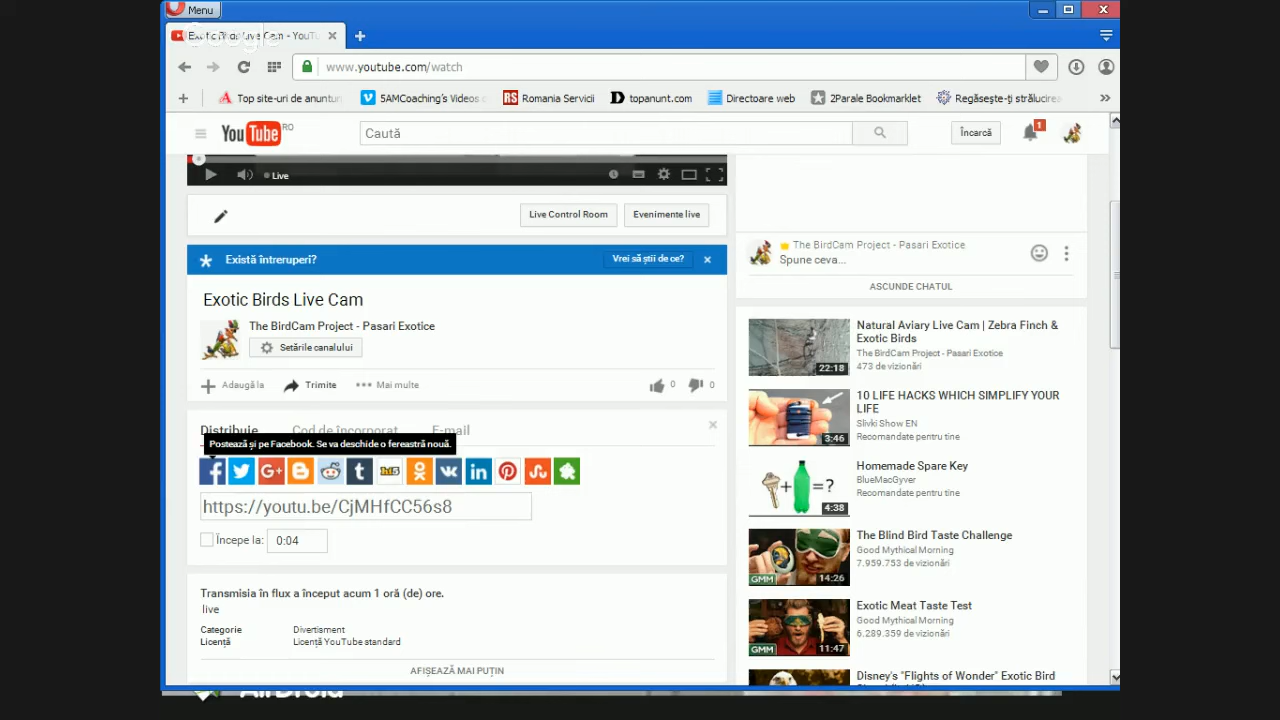 Menu
Exotic Birds Live Cam - YouTu
Google
www.youtube.com/watch
Top site-uri de anuntur
5AMCoaching's Videos
RS Romania Servicii
topanunt.com
Directoare web
2Parale Bookmarklet
Regăseşte-ţi strălucirea
YouTube RO
Caută
Încarcă
1
Live
Live Control Room
Evenimente live
The BirdCam Project - Pasari Exotice
Spune ceva...
ASCUNDE CHATUL
Există întreruperi?
Vrei să știi de ce?
Exotic Birds Live Cam
The BirdCam Project - Pasari Exotice
Setările canalului
Adaugă la
Trimite
Mai multe
0
0
Distribuie
Cod de încorporat
E-mail
Postează și pe Facebook. Se va deschide o fereastră nouă.
hi5
https://youtu.be/CjMHfCC56s8
Începe la:
0:04
Transmisia în flux a început acum 1 oră (de) ore.
live
Categorie
Divertisment
Licență
Licență YouTube standard
AFIȘEAZĂ MAI PUȚIN
Natural Aviary Live Cam | Zebra Finch &
Exotic Birds
The BirdCam Project - Pasari Exotice
473 de vizionări
22:18
10 LIFE HACKS WHICH SIMPLIFY YOUR
LIFE
Slivki Show EN
Recomandate pentru tine
3:46
Homemade Spare Key
BlueMacGyver
Recomandate pentru tine
4:38
The Blind Bird Taste Challenge
Good Mythical Morning
7.959.753 de vizionări
GMM
14:26
Exotic Meat Taste Test
Good Mythical Morning
6.289.359 de vizionări
GMM
11:47
Disney's "Flights of Wonder" Exotic Bird
AirDroid